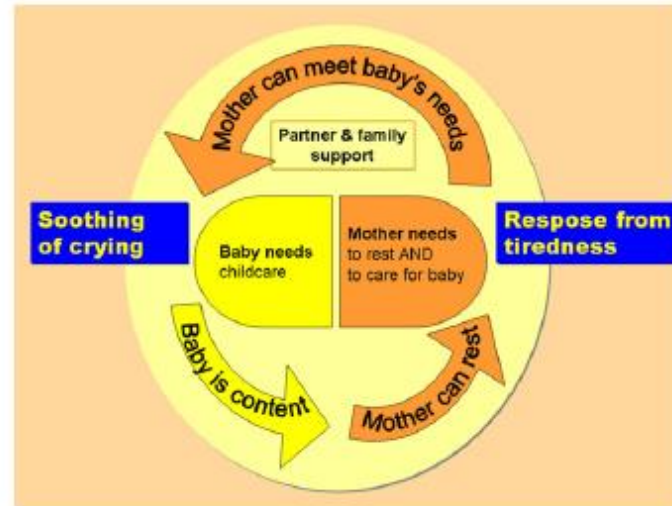 Mother can meet baby's needs
Partner & family
support
Soothing
of crying
Baby needs
childcare
Mother needs
to rest AND
to care for baby
Respose from
tiredness
Baby is content
Mother can rest